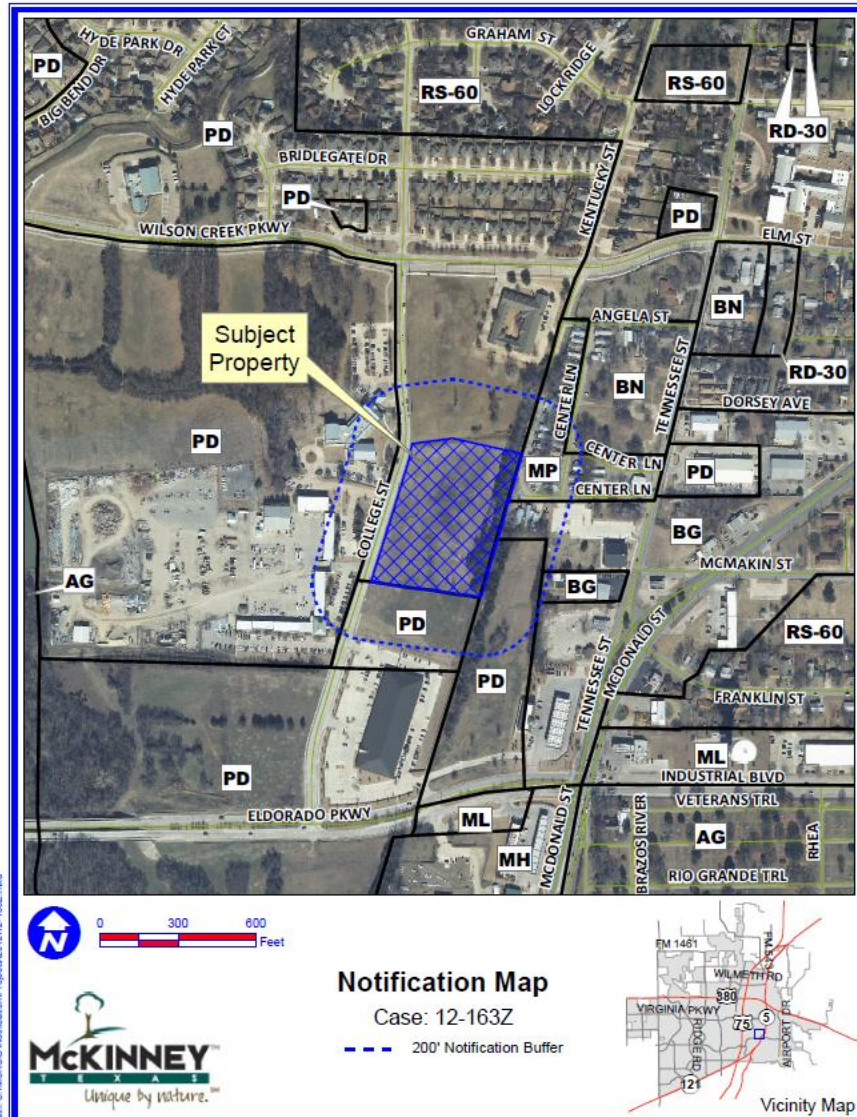 HYDE PARK DR
GRAHAM ST
HYDE PARK CT
LOCK RIDGE
PD
BIG BEND DR
RS-60
RS-60
RD-30
PD
BRIDLEGATE DR
KENTUCKY ST
PD
PD
WILSON CREEK PKWY
ELM ST
BN
ANGELA ST
Subject
Property
CENTER LN
BN
TENNESSEE ST
RD-30
DORSEY AVE
PD
COLLEGE ST
MP
CENTER LN
PD
CENTER LN
BG
MCMAKIN ST
AG
BG
PD
MCDONALD ST
RS-60
PD
TENNESSEE ST
FRANKLIN ST
ML
PD
INDUSTRIAL BLVD
ELDORADO PKWY
VETERANS TRL
ML
MCDONALD ST
BRAZOS RIVER
AG
RHEA
MH
RIO GRANDE TRL
N
0 300 600
Feet
Notification Map
Case: 12-163Z
200' Notification Buffer
McKINNEY
TEXAS
Unique by nature.
FM 1461
FM 543
WILMETH RD
380
VIRGINIA PKWY
75
5
RIDGE RD
AIRPORT DR
121
Vicinity Map